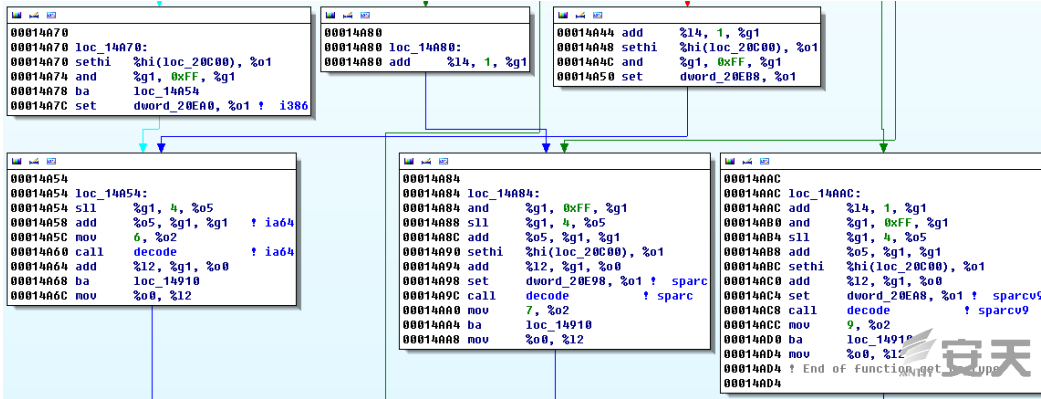 00014A70
00014A70 loc_14A70:
00014A70 sethi %hi(loc_20C00), %o1
00014A74 and %g1, 0xFF, %g1
00014A78 ba loc_14A54
00014A7C set dword_20EA0, %o1 ! i386
00014A80
00014A80 loc_14A80:
00014A80 add %l4, 1, %g1
00014A44 add %l4, 1, %g1
00014A48 sethi %hi(loc_20C00), %o1
00014A4C and %g1, 0xFF, %g1
00014A50 set dword_20EB8, %o1
00014A54
00014A54 loc_14A54:
00014A54 sll %g1, 4, %o5
00014A58 add %o5, %g1, %g1 ! ia64
00014A5C mov 6, %o2
00014A60 call decode ! ia64
00014A64 add %l2, %g1, %o0
00014A68 ba loc_14910
00014A6C mov %o0, %l2
00014A84
00014A84 loc_14A84:
00014A84 and %g1, 0xFF, %g1
00014A88 sll %g1, 4, %o5
00014A8C add %o5, %g1, %g1
00014A90 sethi %hi(loc_20C00), %o1
00014A94 add %l2, %g1, %o0
00014A98 set dword_20E98, %o1 ! sparc
00014A9C call decode ! sparc
00014AA0 mov 7, %o2
00014AA4 ba loc_14910
00014AA8 mov %o0, %l2
00014AAC
00014AAC loc_14AAC:
00014AAC add %l4, 1, %g1
00014AB0 and %g1, 0xFF, %g1
00014AB4 sll %g1, 4, %o5
00014AB8 add %o5, %g1, %g1
00014ABC sethi %hi(loc_20C00), %o1
00014AC0 add %l2, %g1, %o0
00014AC4 set dword_20EA8, %o1 ! sparcv9
00014AC8 call decode ! sparcv9
00014ACC mov 9, %o2
00014AD0 ba loc_14910
00014AD4 mov %o0, %l2
00014AD4 ! End of function
00014AD4
安天